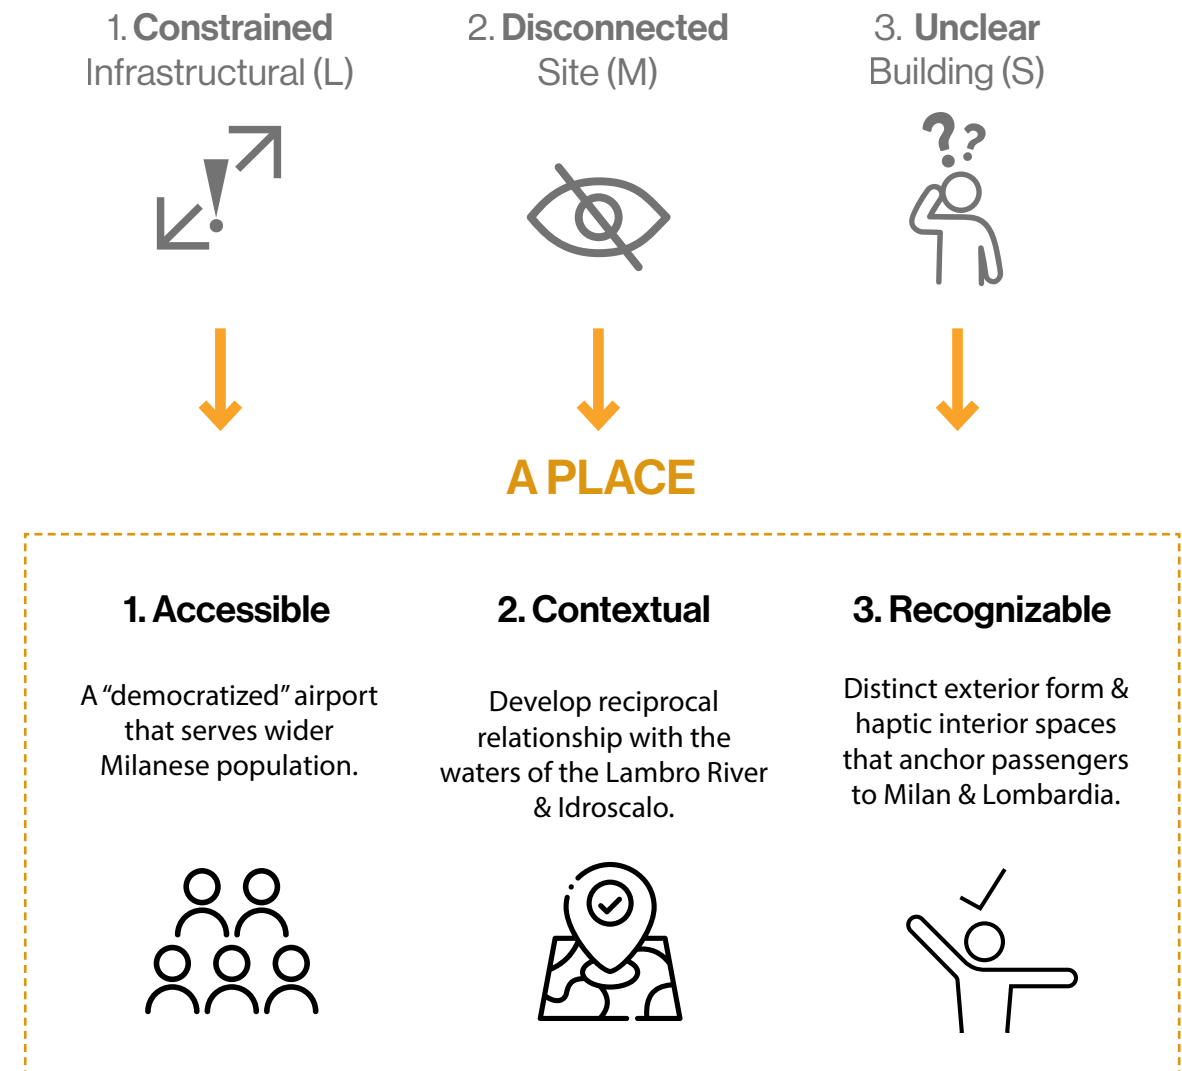 1. Constrained
Infrastructural (L)
2. Disconnected
Site (M)
3. Unclear
Building (S)
!
??
A PLACE
1. Accessible
A “democratized” airport
that serves wider
Milanese population.
2. Contextual
Develop reciprocal
relationship with the
waters of the Lambro River
& Idroscalo.
3. Recognizable
Distinct exterior form &
haptic interior spaces
that anchor passengers
to Milan & Lombardia.